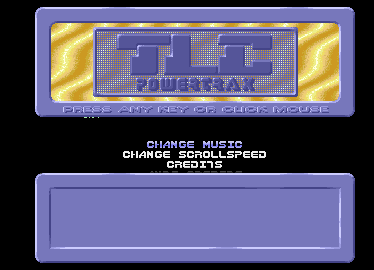 TLC
POWERTRAX
PRESS ANY KEY OR CLICK MOUSE
CHANGE MUSIC
CHANGE SCROLLSPEED
CREDITS